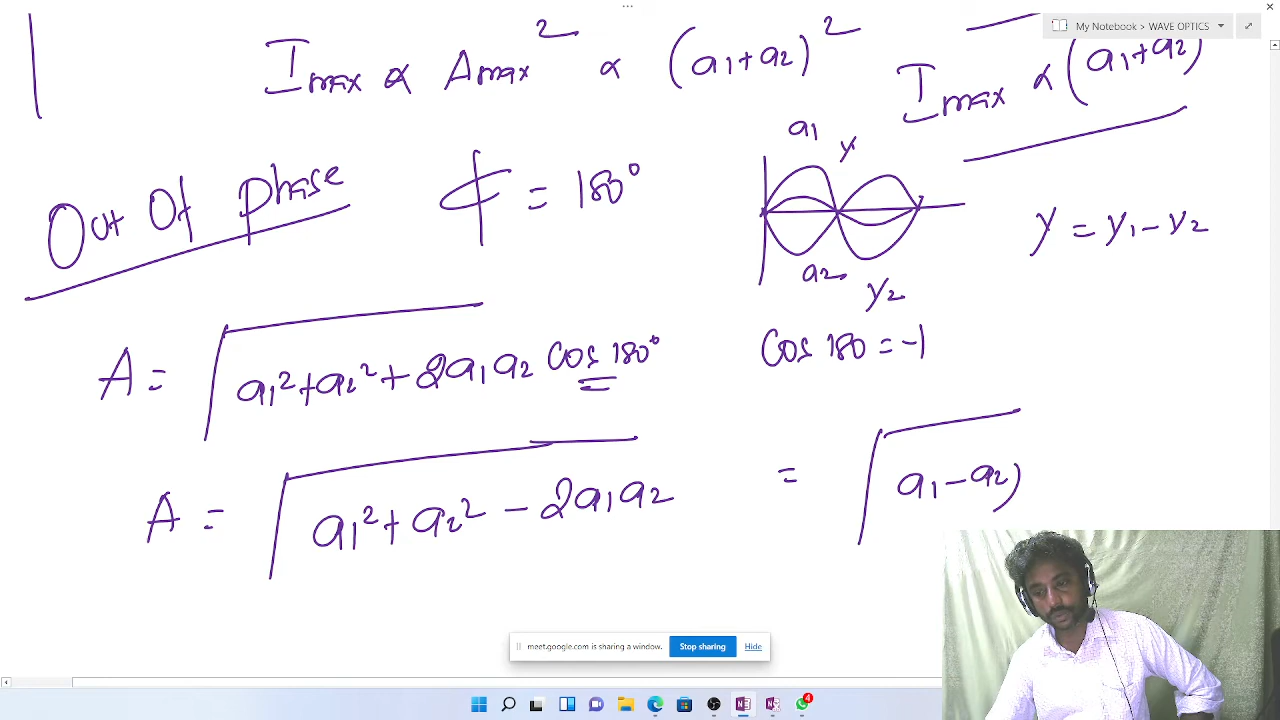 My Notebook > WAVE OPTICS
Imax ∝ Amax² ∝ (a1+a2)²
Imax ∝ (a1+a2)
Out Of phase
ϕ = 180°
a1
y
a2
y2
y = y1 - y2
A = √a1²+a2²+2a1a2 Cos 180°
Cos 180 = -1
A = √a1²+a2² - 2a1a2 = √a1-a2)
meet.google.com is sharing a window.
Stop sharing
Hide
4